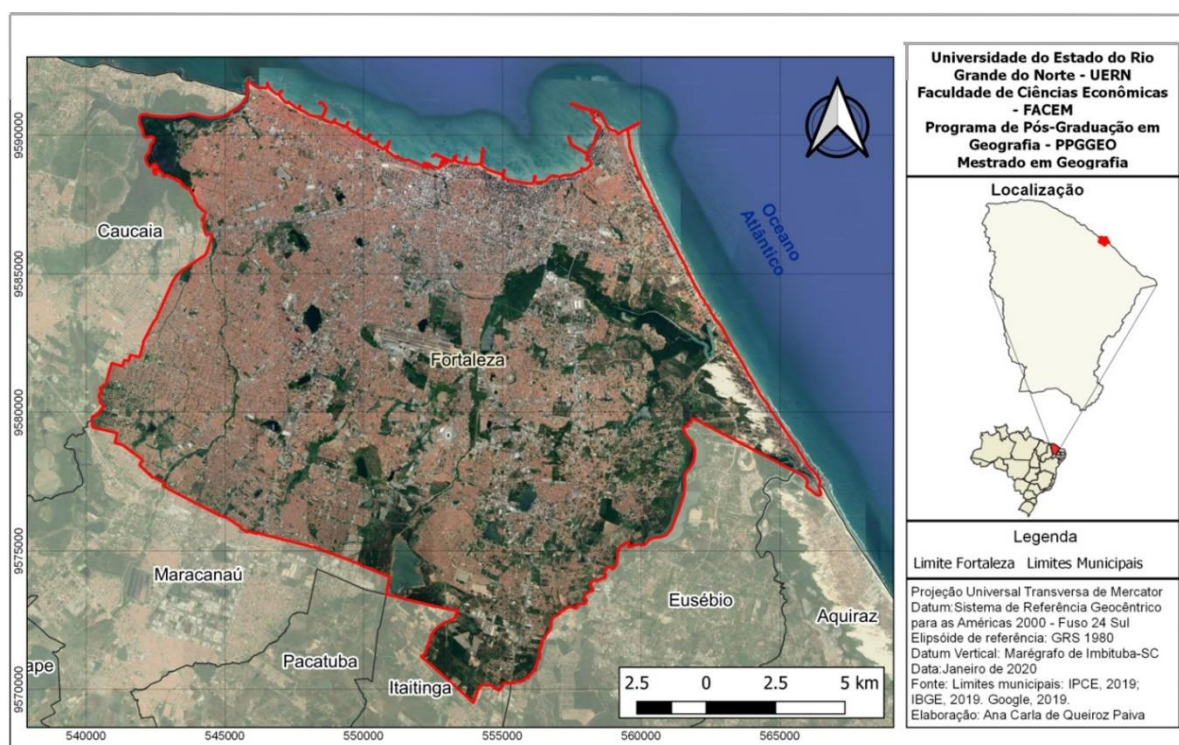 Universidade do Estado do Rio
Grande do Norte - UERN
Faculdade de Ciências Econômicas
- FACEM
Programa de Pós-Graduação em
Geografia - PPGGEO
Mestrado em Geografia
Localização
Legenda
Limite Fortaleza Limites Municipais
Projeção Universal Transversa de Mercator
Datum:Sistema de Referência Geocêntrico
para as Américas 2000 - Fuso 24 Sul
Elipsóide de referência: GRS 1980
Datum Vertical: Marégrafo de Imbituba-SC
Data:Janeiro de 2020
Fonte: Limites municipais: IPCE, 2019;
IBGE, 2019. Google, 2019.
Elaboração: Ana Carla de Queiroz Paiva
9590000
9585000
9580000
9575000
9570000
Caucaia
Oceano
Atlântico
Fortaleza
Maracanaú
Eusébio
Aquiraz
Pacatuba
ape
Itaitinga
2.5 0 2.5 5 km
540000 545000 550000 555000 560000 565000